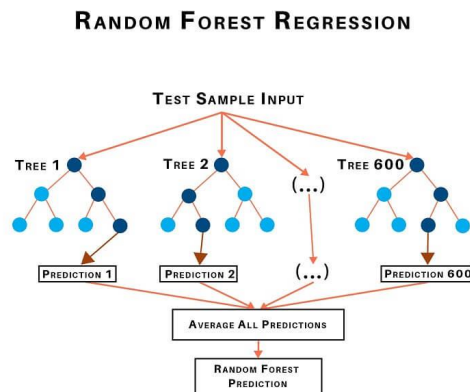 Random Forest Regression
Test Sample Input
Tree 1
Tree 2
(...)
Tree 600
Prediction 1
Prediction 2
(...)
Prediction 600
Average All Predictions
Random Forest
Prediction